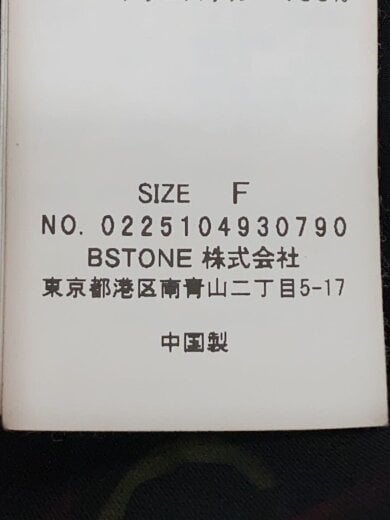 SIZE F
NO. 0225104930790
BSTONE 株式会社
東京都港区南青山二丁目5-17
中国製